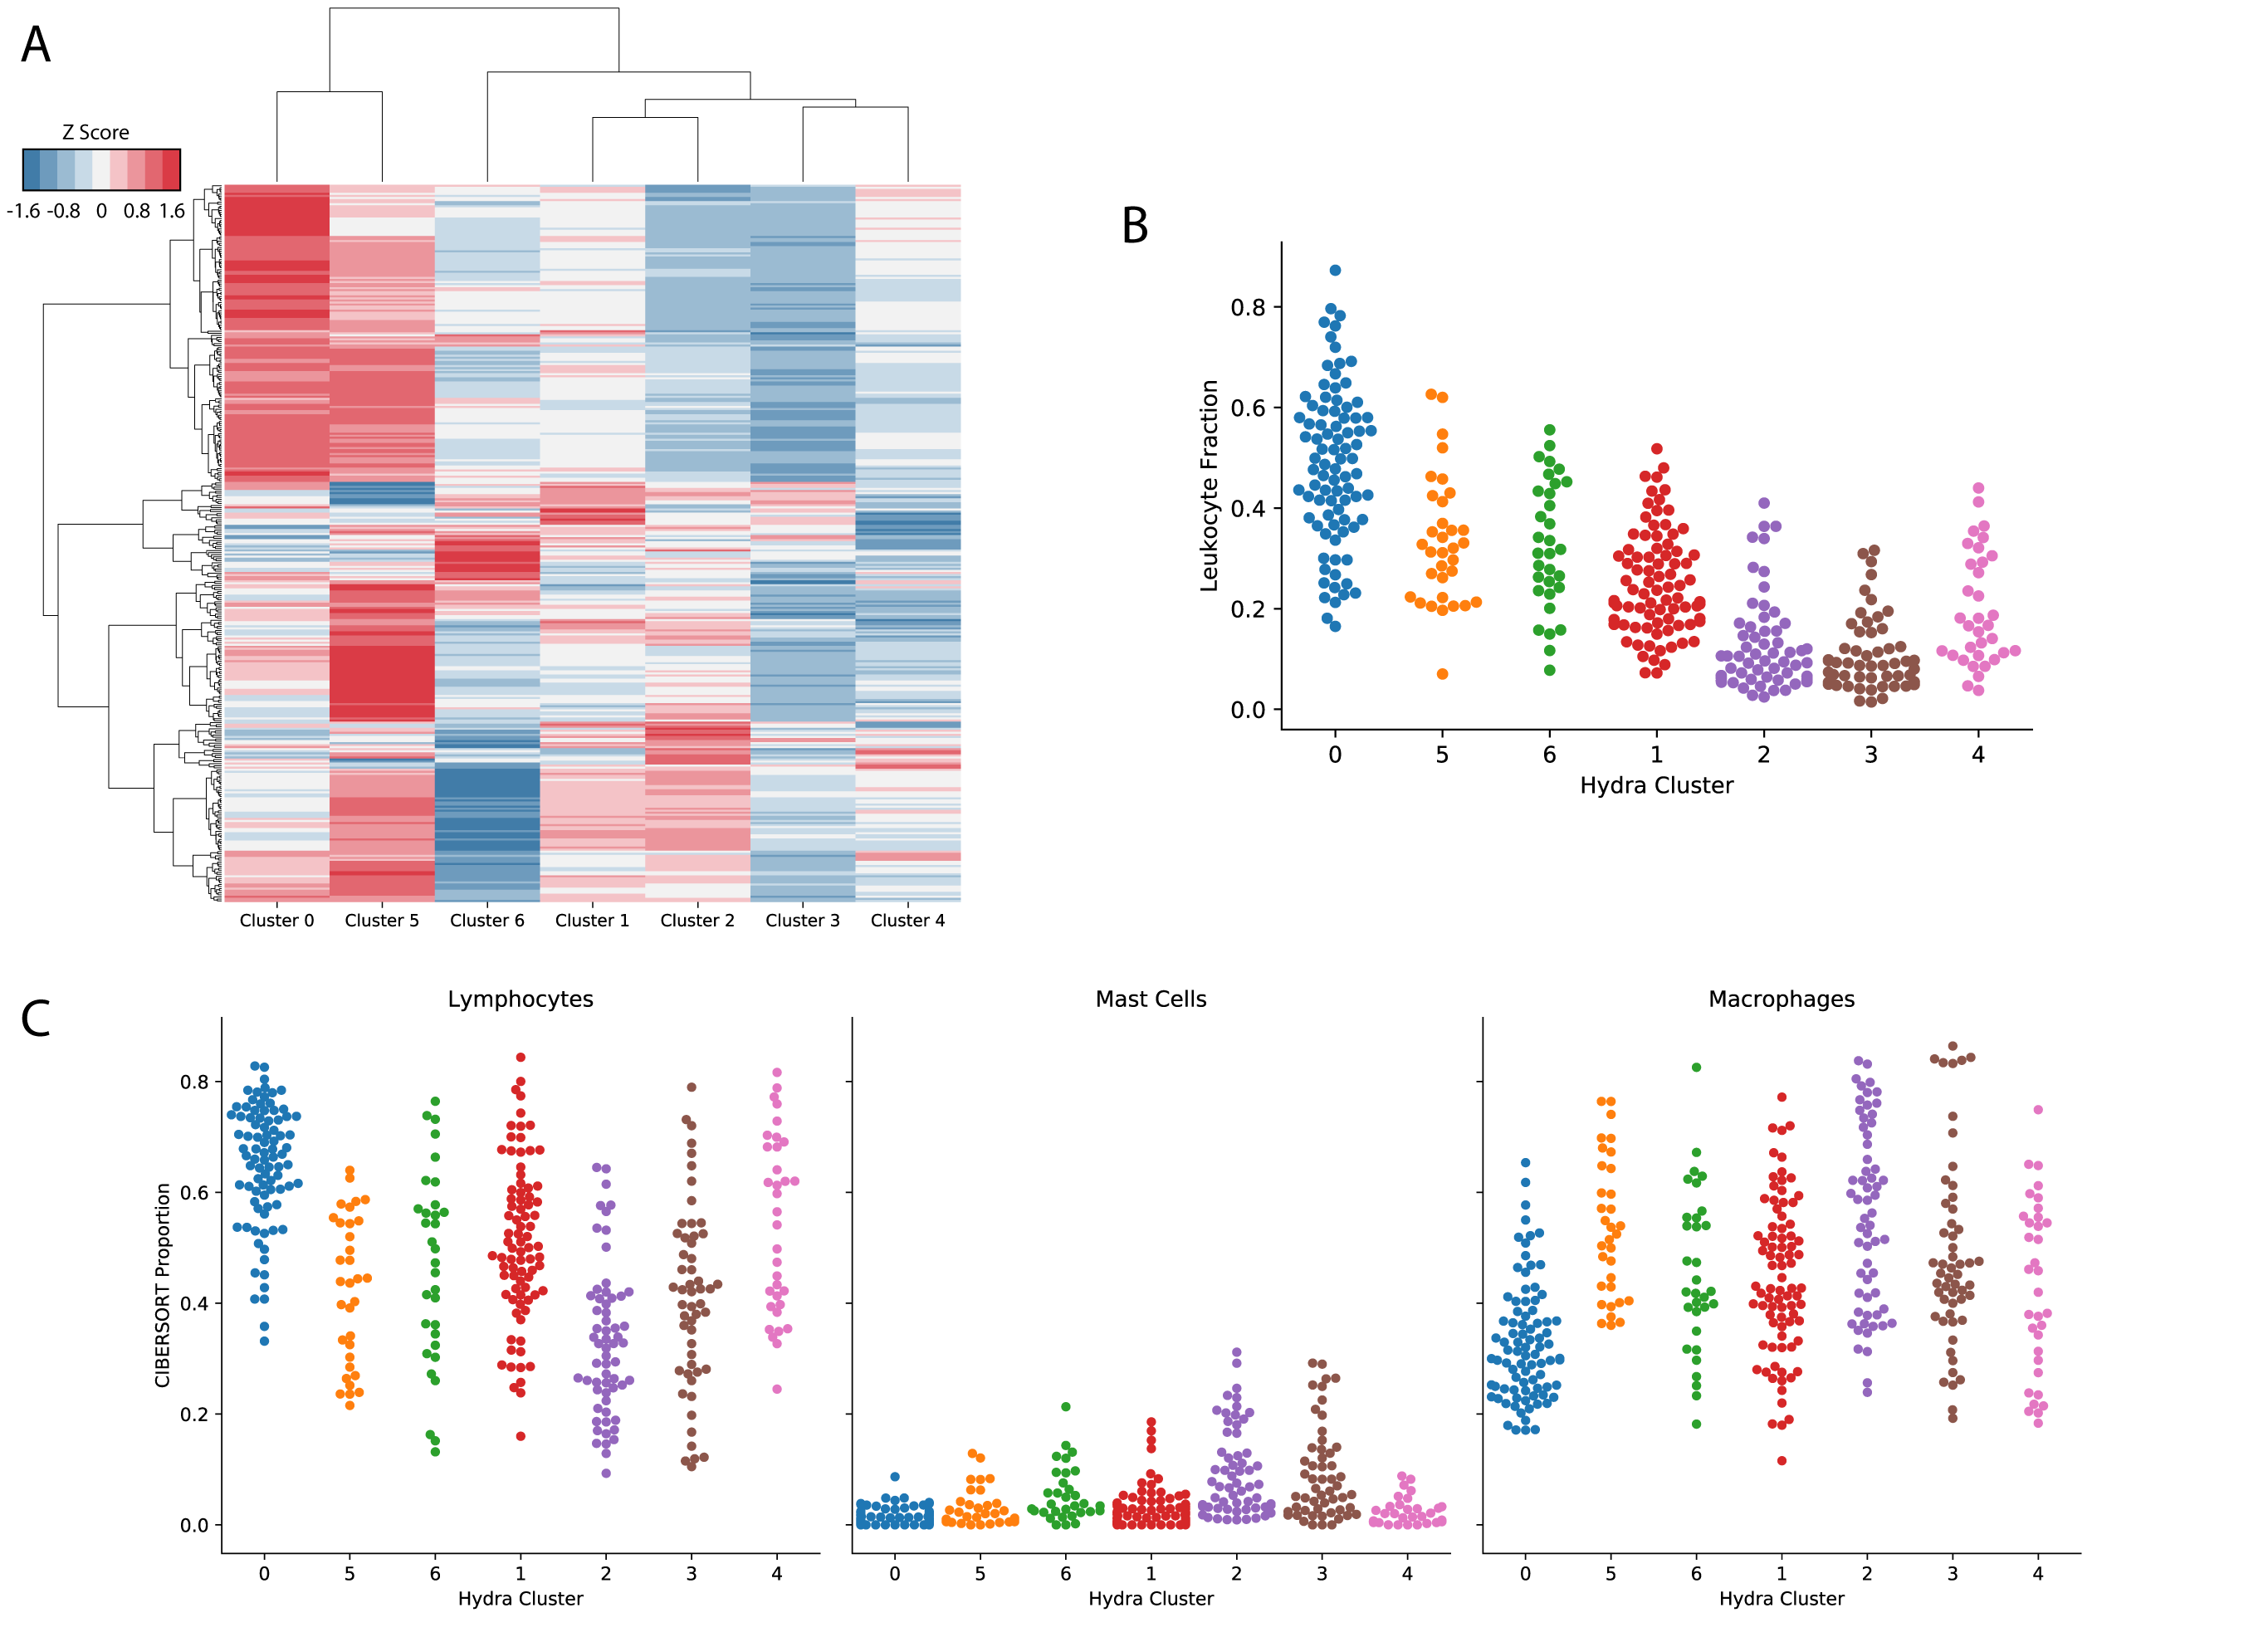 A
Z Score
-1.6 -0.8 0 0.8 1.6
Cluster 0 Cluster 5 Cluster 6 Cluster 1 Cluster 2 Cluster 3 Cluster 4
B
Leukocyte Fraction
0.8
0.6
0.4
0.2
0.0
0 5 6 1 2 3 4
Hydra Cluster
C
CIBERSORT Proportion
Lymphocytes
0.8
0.6
0.4
0.2
0.0
0 5 6 1 2 3 4
Hydra Cluster
Mast Cells
0 5 6 1 2 3 4
Hydra Cluster
Macrophages
0 5 6 1 2 3 4
Hydra Cluster